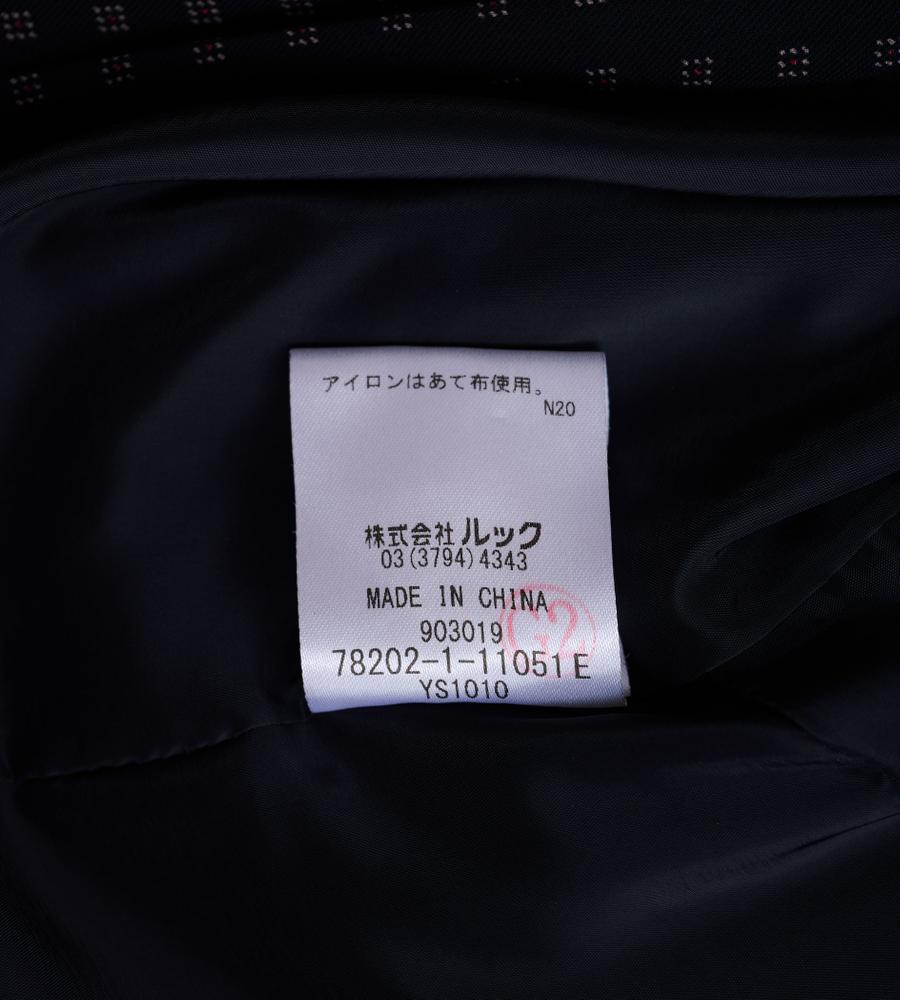 アイロンはあて布使用。
N20
株式会社ルック
03(3794)4343
MADE IN CHINA
903019
78202-1-11051E
YS1010